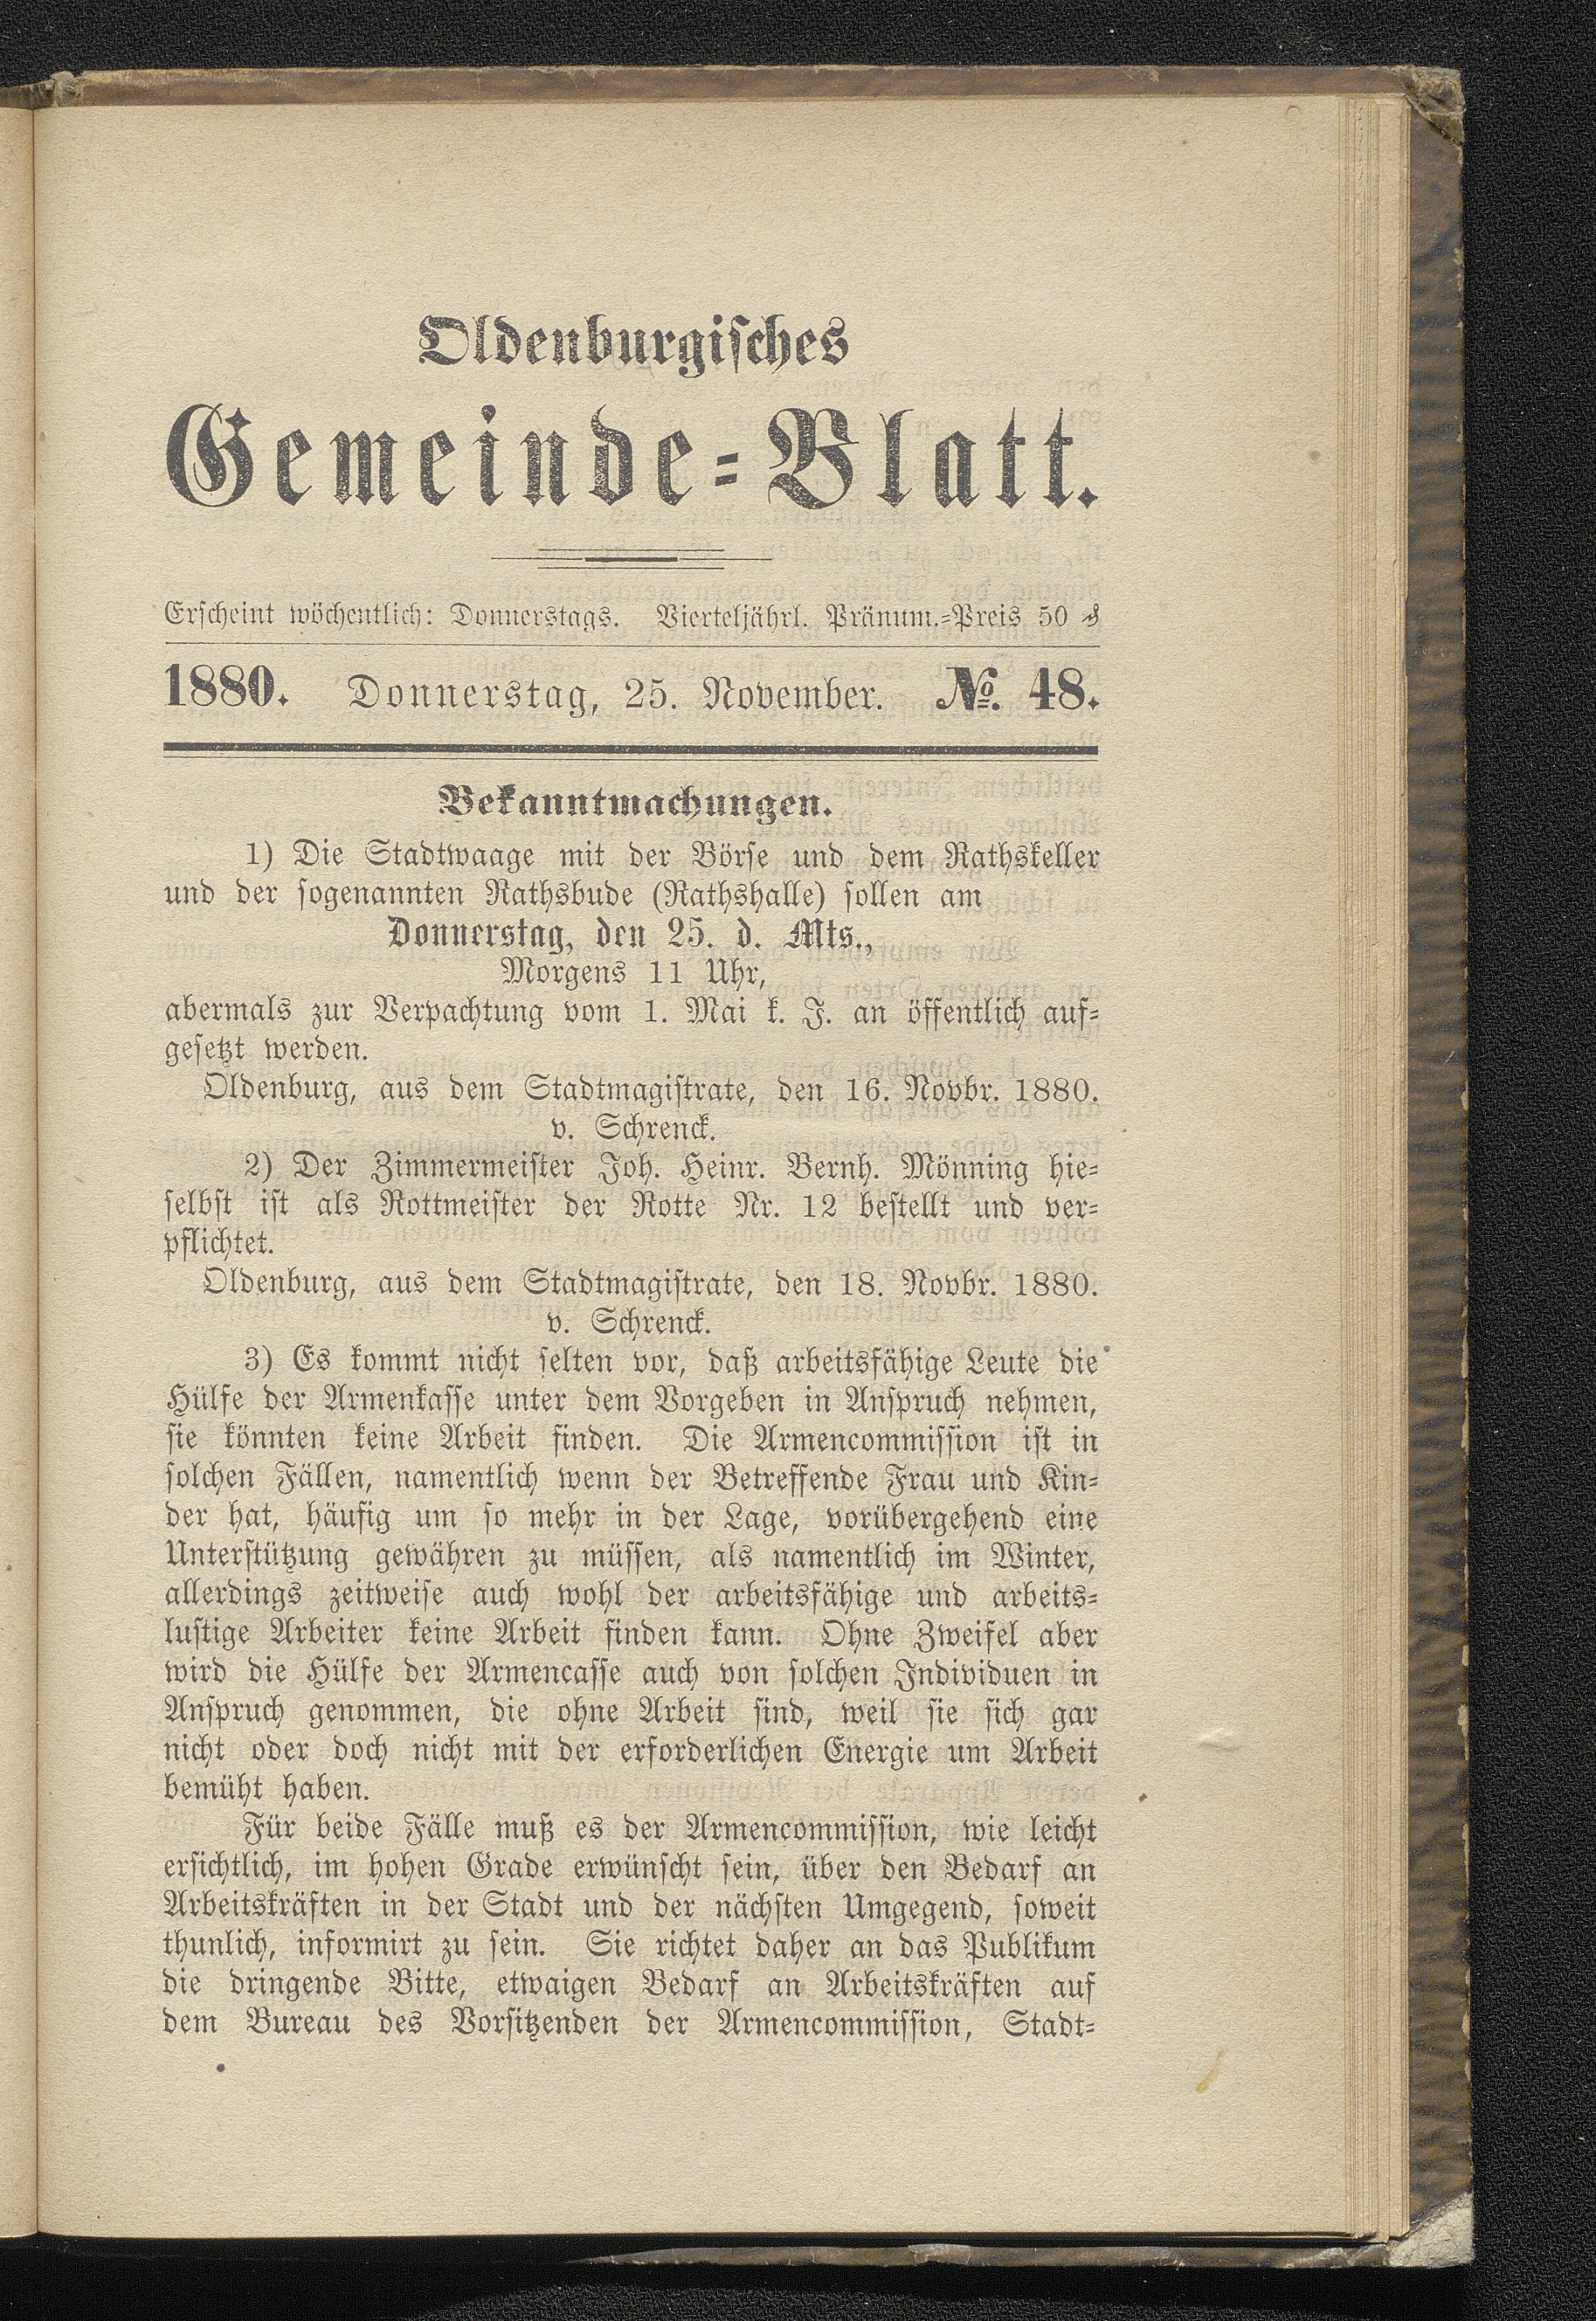 Oldenburgisches
Gemeinde-Blatt.
Erscheint wöchentlich: Donnerstags. Vierteljährl. Pränum.-Preis 50 ₰
1880. Donnerstag, 25. November. №. 48.
Bekanntmachungen.
1) Die Stadtwaage mit der Börse und dem Rathskeller
und der sogenannten Rathsbude (Rathshalle) sollen am
Donnerstag, den 25. d. Mts.,
Morgens 11 Uhr,
abermals zur Verpachtung vom 1. Mai k. J. an öffentlich auf-
gesetzt werden.
Oldenburg, aus dem Stadtmagistrate, den 16. Novbr. 1880.
v. Schrenck.
2) Der Zimmermeister Joh. Heinr. Bernh. Mönning hie-
selbst ist als Rottmeister der Rotte Nr. 12 bestellt und ver-
pflichtet.
Oldenburg, aus dem Stadtmagistrate, den 18. Novbr. 1880.
v. Schrenck.
3) Es kommt nicht selten vor, daß arbeitsfähige Leute die
Hülfe der Armenkasse unter dem Vorgeben in Anspruch nehmen,
sie könnten keine Arbeit finden. Die Armencommission ist in
solchen Fällen, namentlich wenn der Betreffende Frau und Kin-
der hat, häufig um so mehr in der Lage, vorübergehend eine
Unterstützung gewähren zu müssen, als namentlich im Winter,
allerdings zeitweise auch wohl der arbeitsfähige und arbeits-
lustige Arbeiter keine Arbeit finden kann. Ohne Zweifel aber
wird die Hülfe der Armencasse auch von solchen Individuen in
Anspruch genommen, die ohne Arbeit sind, weil sie sich gar
nicht oder doch nicht mit der erforderlichen Energie um Arbeit
bemüht haben.
Für beide Fälle muß es der Armencommission, wie leicht
ersichtlich, im hohen Grade erwünscht sein, über den Bedarf an
Arbeitskräften in der Stadt und der nächsten Umgegend, soweit
thunlich, informirt zu sein. Sie richtet daher an das Publikum
die dringende Bitte, etwaigen Bedarf an Arbeitskräften auf
dem Bureau des Vorsitzenden der Armencommission, Stadt-